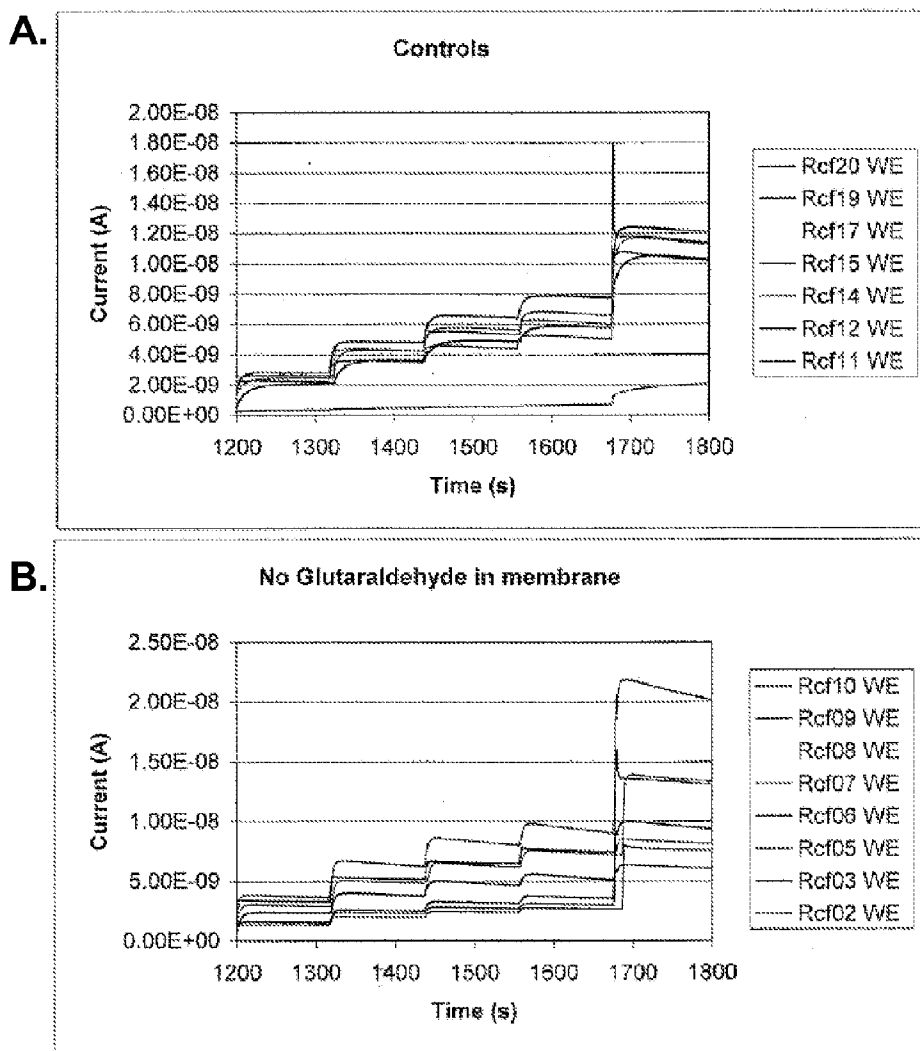 A.
Controls
2.00E-08
1.80E-08
1.60E-08
1.40E-08
1.20E-08
1.00E-08
8.00E-09
6.00E-09
4.00E-09
2.00E-09
0.00E+00
Current (A)
1200 1300 1400 1500 1600 1700 1800
Time (s)
Rcf20 WE
Rcf19 WE
Rcf17 WE
Rcf15 WE
Rcf14 WE
Rcf12 WE
Rcf11 WE
B.
No Glutaraldehyde in membrane
2.50E-08
2.00E-08
1.50E-08
1.00E-08
5.00E-09
0.00E+00
Current (A)
1200 1300 1400 1500 1600 1700 1800
Time (s)
Rcf10 WE
Rcf09 WE
Rcf08 WE
Rcf07 WE
Rcf06 WE
Rcf05 WE
Rcf03 WE
Rcf02 WE